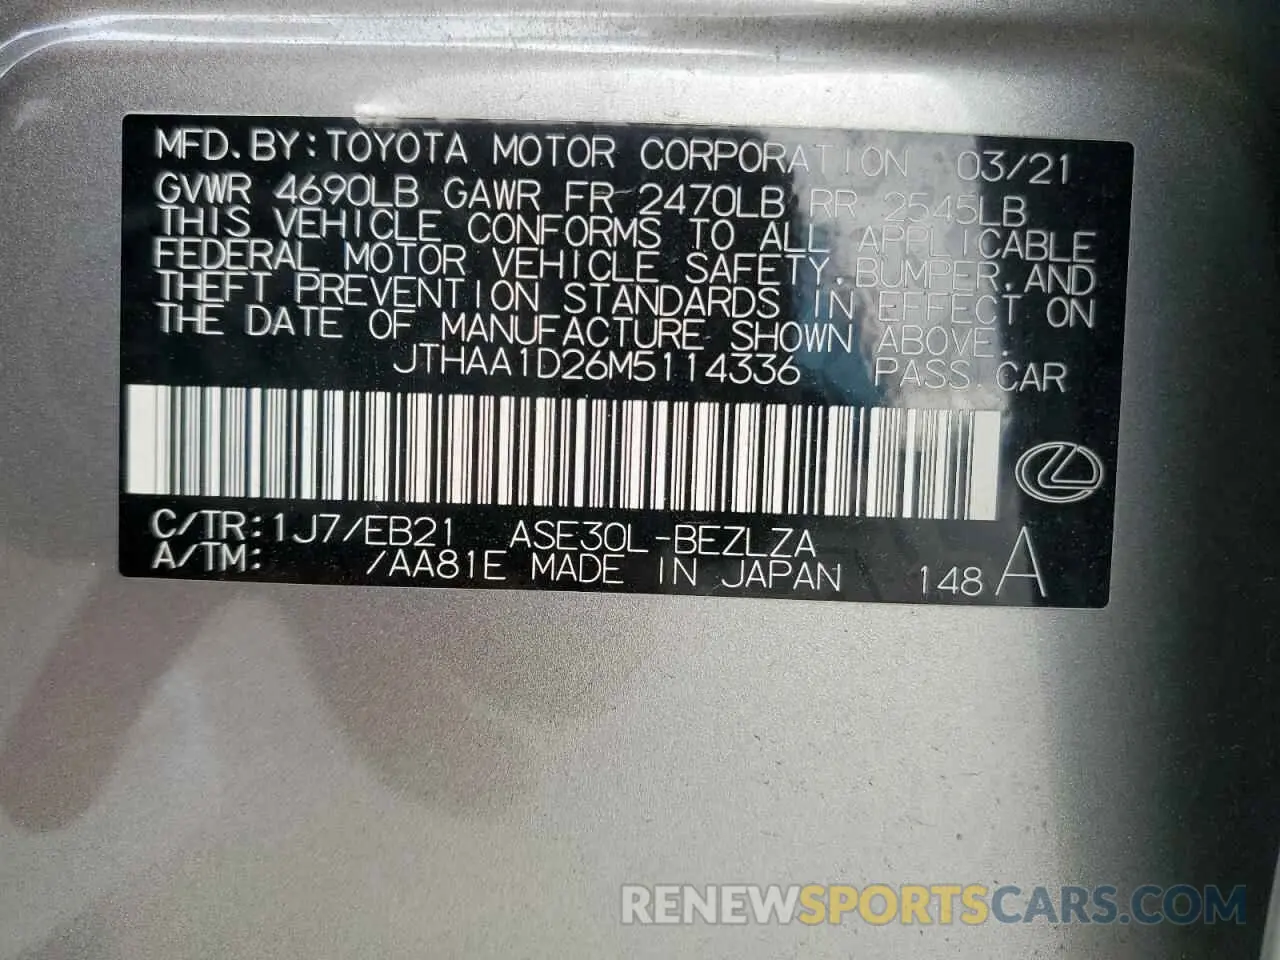 MFD. BY: TOYOTA MOTOR CORPORATION 03/21
GVWR 4690LB GAWR FR 2470LB RR 2545LB
THIS VEHICLE CONFORMS TO ALL APPLICABLE
FEDERAL MOTOR VEHICLE SAFETY, BUMPER, AND
THEFT PREVENTION STANDARDS IN EFFECT ON
THE DATE OF MANUFACTURE SHOWN ABOVE.
JTHAA1D26M5114336 PASS. CAR
C/TR: 1J7/EB21 ASE30L-BEZLZA
A/TM: /AA81E MADE IN JAPAN 148 A
RENEWSPORTSCARS.COM